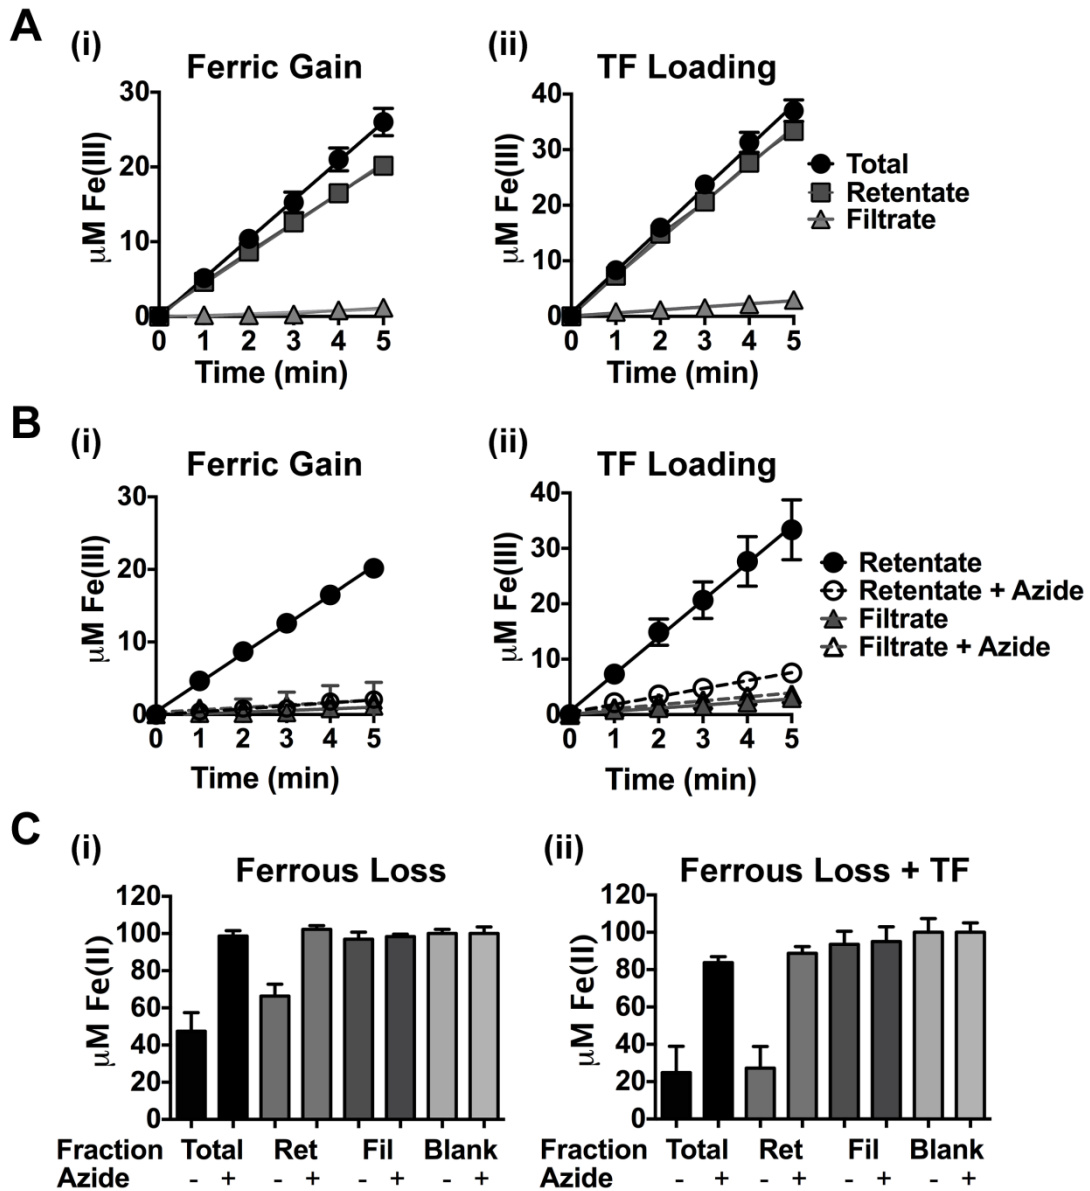 A
(i)
Ferric Gain
(ii)
TF Loading
30
20
10
0
μM Fe(III)
0 1 2 3 4 5
Time (min)
40
30
20
10
0
μM Fe(III)
0 1 2 3 4 5
Time (min)
Total
Retentate
Filtrate
B
(i)
Ferric Gain
(ii)
TF Loading
30
20
10
0
μM Fe(III)
0 1 2 3 4 5
Time (min)
40
30
20
10
0
μM Fe(III)
0 1 2 3 4 5
Time (min)
Retentate
Retentate + Azide
Filtrate
Filtrate + Azide
C
(i)
Ferrous Loss
(ii)
Ferrous Loss + TF
120
100
80
60
40
20
0
μM Fe(II)
Fraction Total Ret Fil Blank
Azide - + - + - + - +
120
100
80
60
40
20
0
μM Fe(II)
Fraction Total Ret Fil Blank
Azide - + - + - + - +